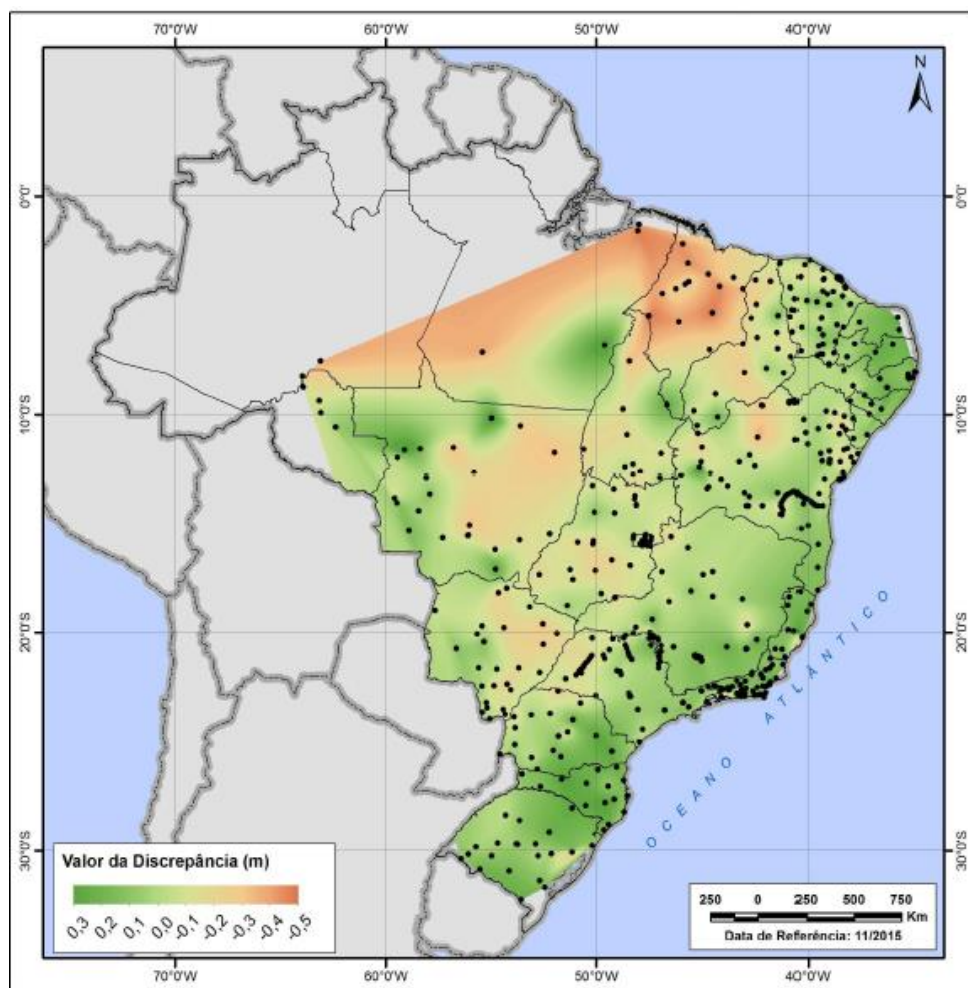 70°0'W 60°0'W 50°0'W 40°0'W
N
0°0' 0°0'
10°0'S 10°0'S
20°0'S 20°0'S
OCEANO ATLÂNTICO
30°0'S 30°0'S
Valor da Discrepância (m)
0,3 0,2 0,1 0,0 -0,1 -0,2 -0,3 -0,4 -0,5
250 0 250 500 750
Km
Data de Referência: 11/2015
70°0'W 60°0'W 50°0'W 40°0'W